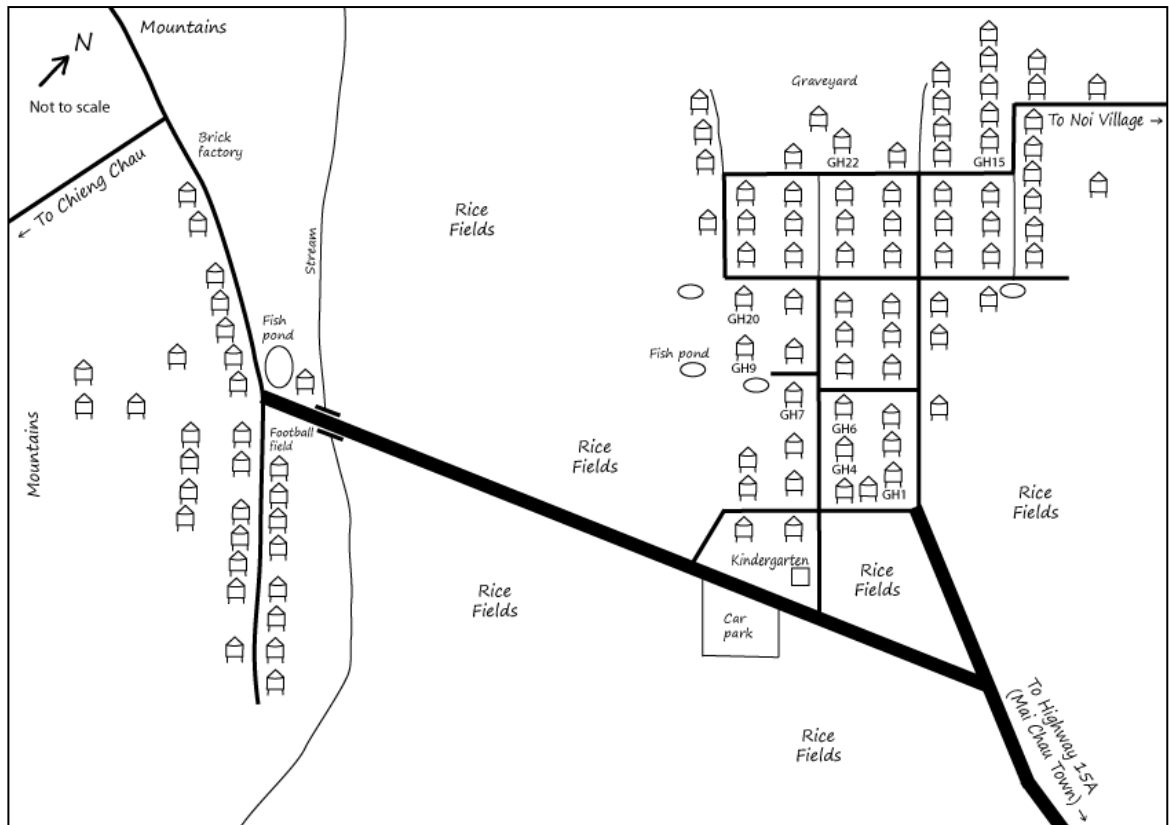 Mountains
N
Not to scale
Brick
factory
← To Chieng Chau
Stream
Rice
Fields
Graveyard
To Noi Village →
GH22
GH15
Fish
pond
GH20
Fish pond
GH9
GH7
GH6
Mountains
Football
field
Rice
Fields
GH4
GH1
Rice
Fields
Kindergarten
Rice
Fields
Rice
Fields
Car
park
To Highway 15A
(Mai Chau Town) →
Rice
Fields